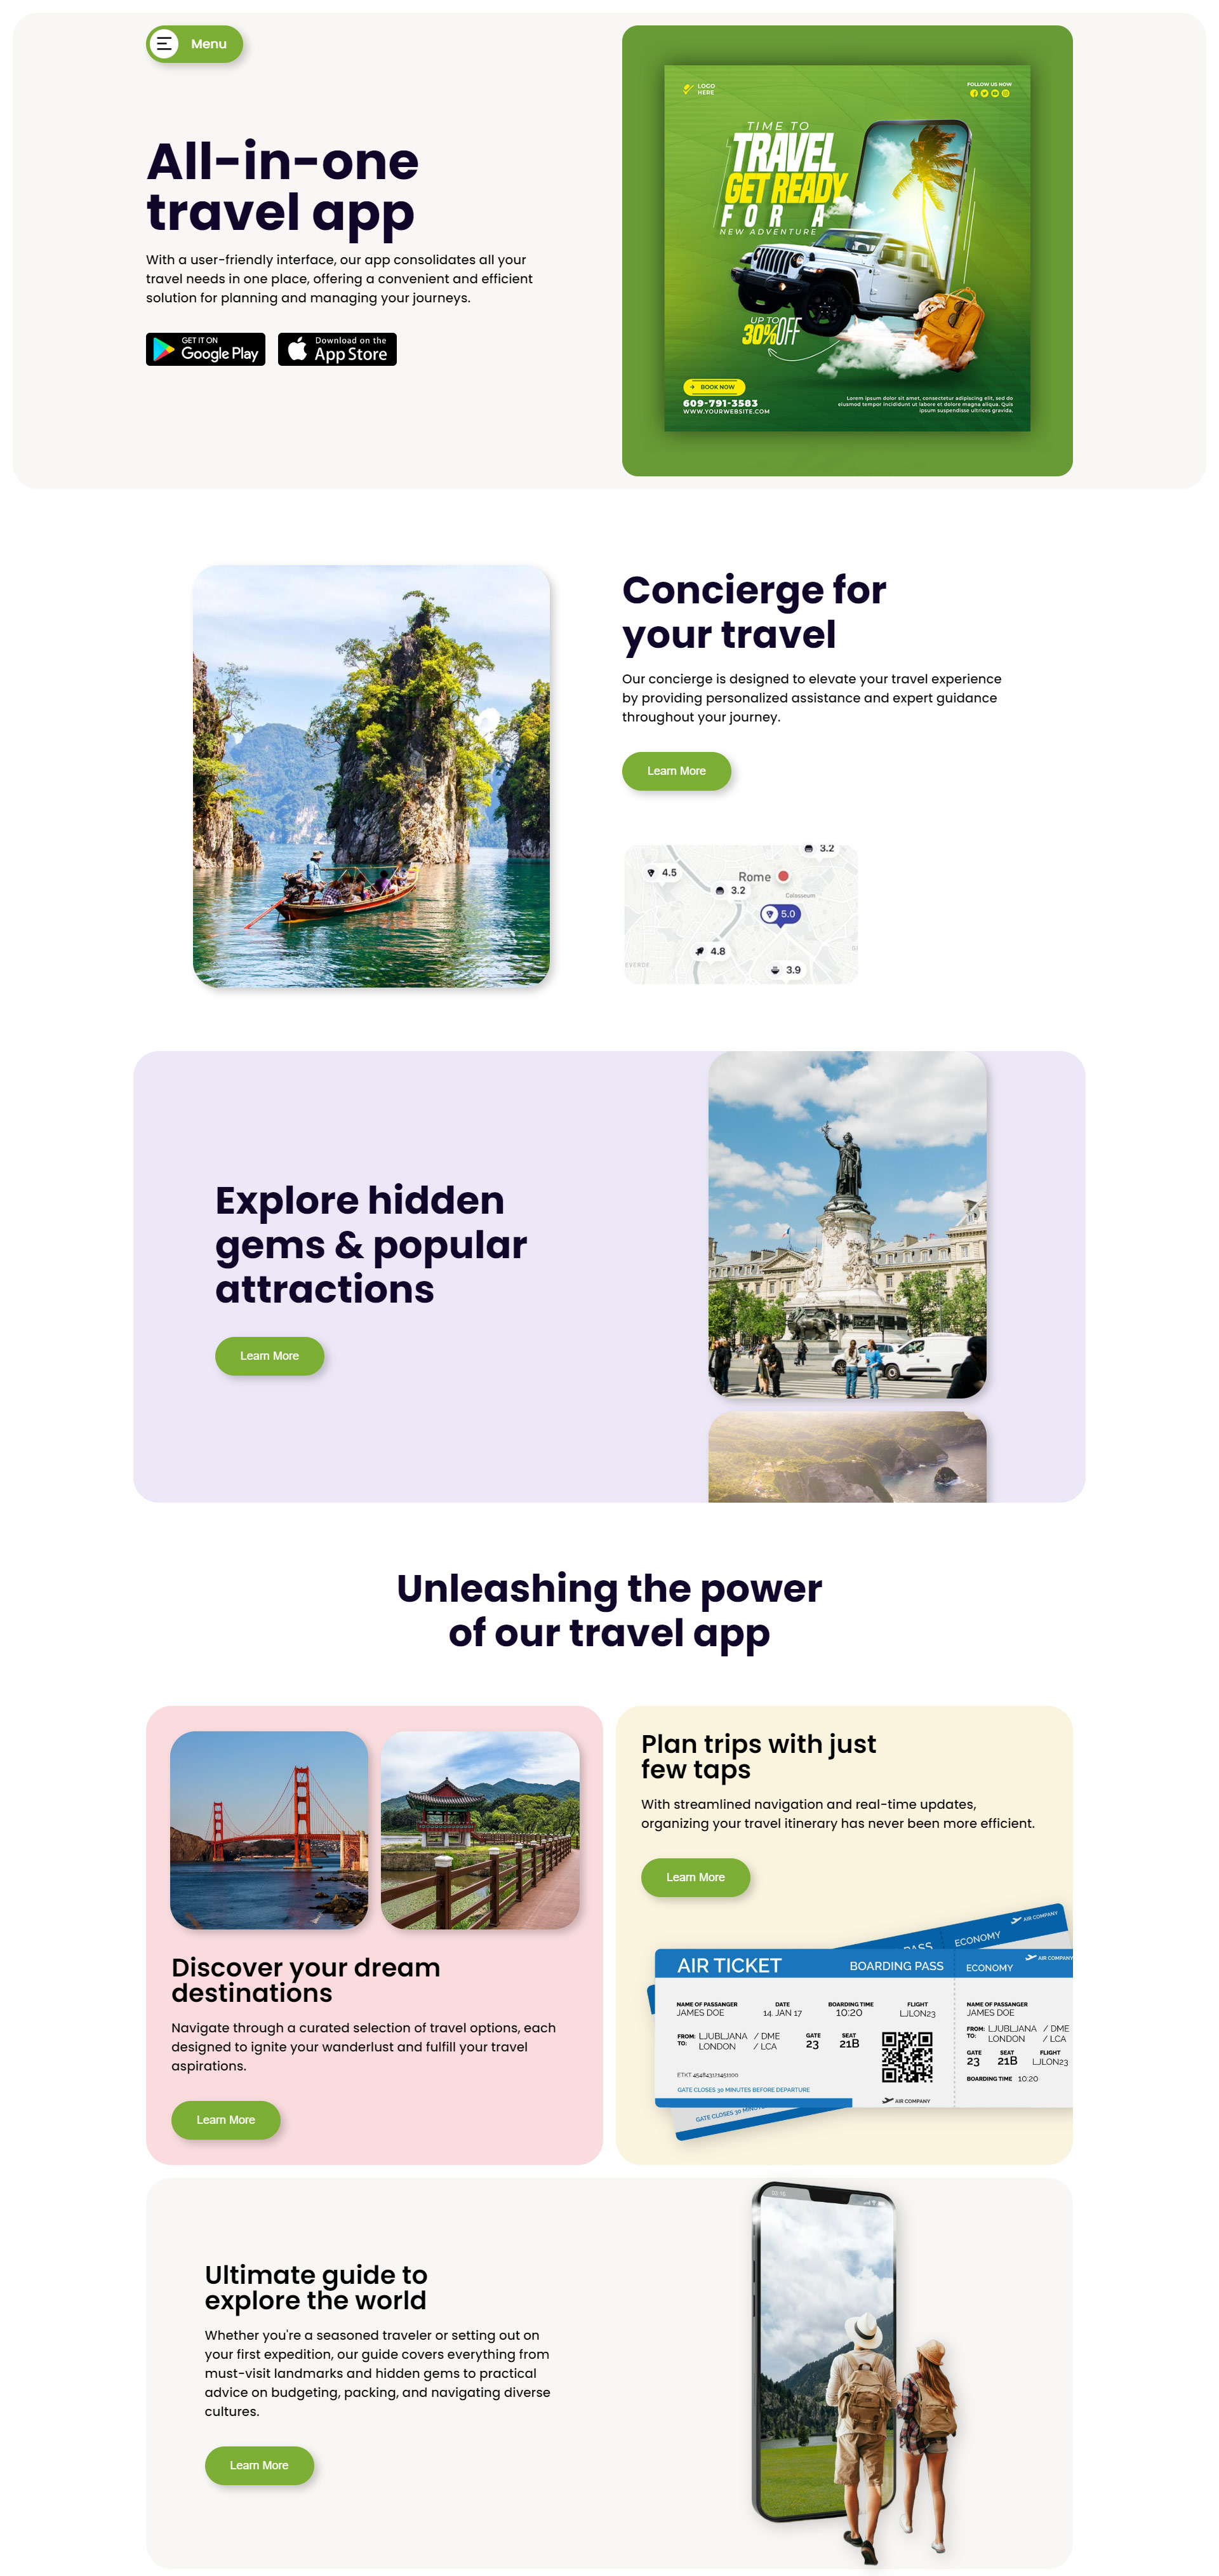 Menu
All-in-one
travel app
With a user-friendly interface, our app consolidates all your
travel needs in one place, offering a convenient and efficient
solution for planning and managing your journeys.
GET IT ON
Google Play
Download on the
App Store
LOGO
HERE
FOLLOW US NOW
TIME TO
TRAVEL
GET READY
FOR A
NEW ADVENTURE
UP TO
30% OFF
BOOK NOW
609-791-3583
WWW.YOURWEBSITE.COM
Lorem ipsum dolor sit amet, consectetur adipiscing elit, sed do
eiusmod tempor incididunt ut labore et dolore magna aliqua. Quis
ipsum suspendisse ultrices gravida.
Concierge for
your travel
Our concierge is designed to elevate your travel experience
by providing personalized assistance and expert guidance
throughout your journey.
Learn More
3.2
4.5
Rome
3.2
Colosseum
5.0
4.8
EVERDE
3.9
Explore hidden
gems & popular
attractions
Learn More
Unleashing the power
of our travel app
Discover your dream
destinations
Navigate through a curated selection of travel options, each
designed to ignite your wanderlust and fulfill your travel
aspirations.
Learn More
Plan trips with just
few taps
With streamlined navigation and real-time updates,
organizing your travel itinerary has never been more efficient.
Learn More
PASS
ECONOMY
AIR COMPANY
AIR TICKET
BOARDING PASS
ECONOMY
AIR COMPANY
NAME OF PASSANGER DATE BOARDING TIME FLIGHT
JAMES DOE 14. JAN 17 10:20 LJLON23
FROM: LJUBLJANA / DME GATE SEAT
TO: LONDON / LCA 23 21B
ETKT 454843121451100
GATE CLOSES 30 MINUTES BEFORE DEPARTURE
AIR COMPANY
NAME OF PASSANGER
JAMES DOE
FROM: LJUBLJANA / DME
TO: LONDON / LCA
GATE SEAT FLIGHT
23 21B LJLON23
BOARDING TIME 10:20
GATE CLOSES 30
Ultimate guide to
explore the world
Whether you're a seasoned traveler or setting out on
your first expedition, our guide covers everything from
must-visit landmarks and hidden gems to practical
advice on budgeting, packing, and navigating diverse
cultures.
Learn More